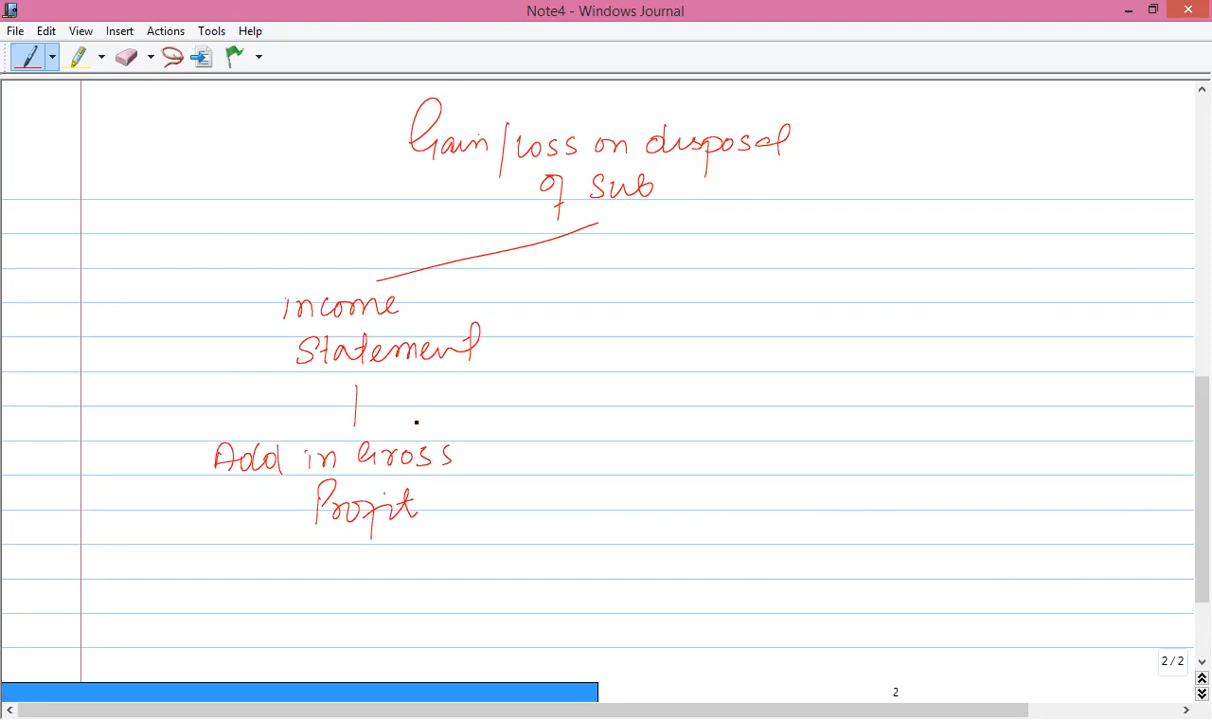 Note4 - Windows Journal
File Edit View Insert Actions Tools Help
Gain/Loss on disposal
of Sub
income
Statement
Add in Gross
Profit
2 / 2
2